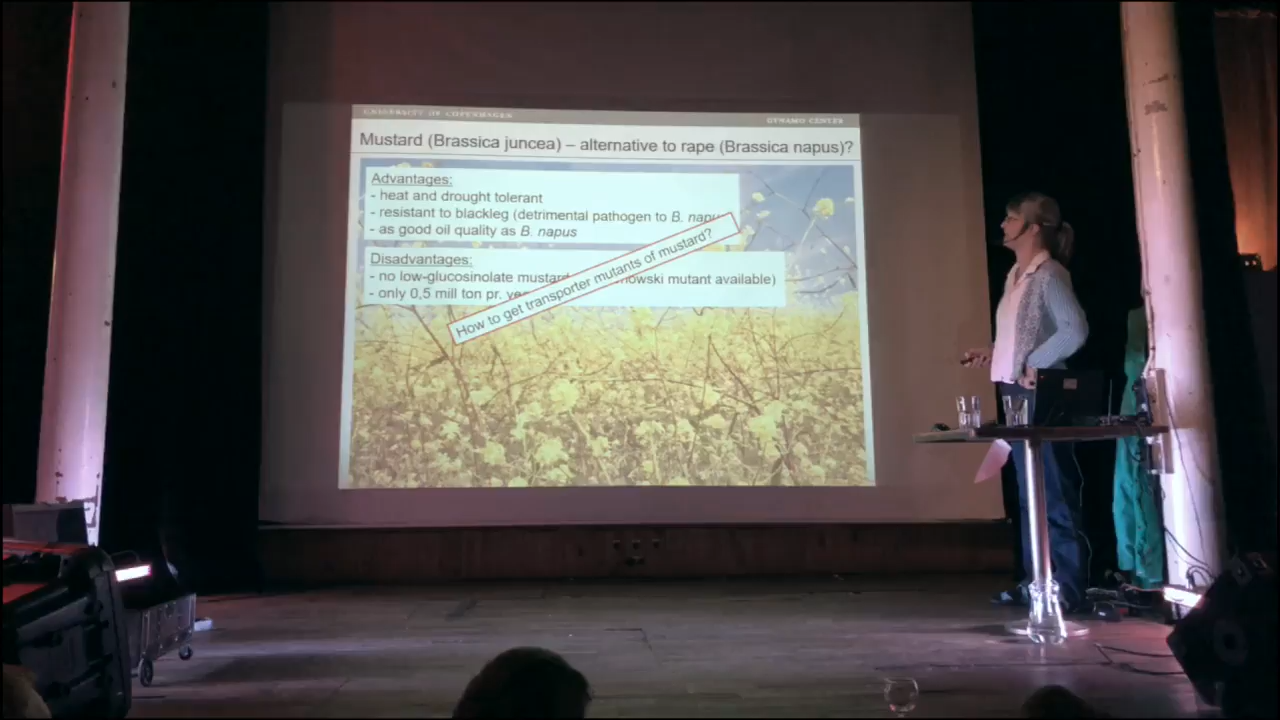 UNIVERSITY OF COPENHAGEN
DYNAMO CENTER
Mustard (Brassica juncea) – alternative to rape (Brassica napus)?
Advantages:
- heat and drought tolerant
- resistant to blackleg (detrimental pathogen to B.
- as good oil quality as B. napus
Disadvantages:
- no low-glucosinolate mutant available)
- only 0,5 mill ton pr.
How to get transporter mutants of mustard?